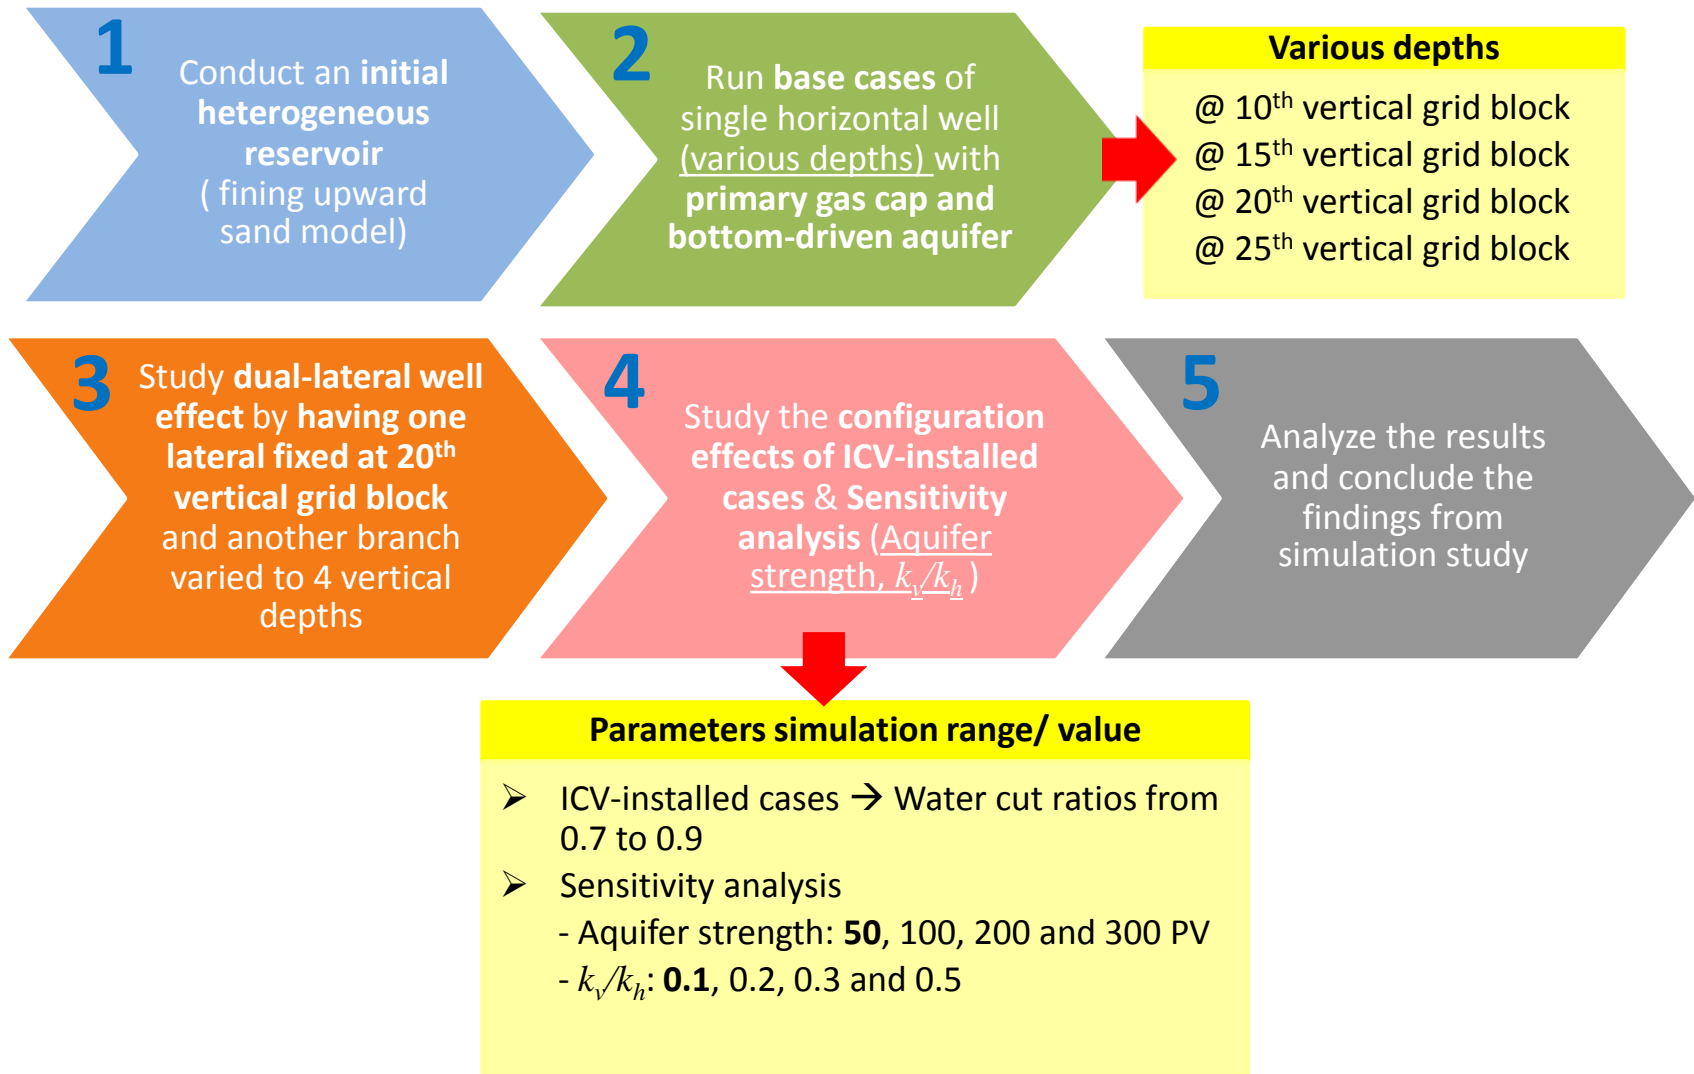 1
Conduct an initial
heterogeneous
reservoir
( fining upward
sand model)
2
Run base cases of
single horizontal well
(various depths) with
primary gas cap and
bottom-driven aquifer
Various depths
@ 10th vertical grid block
@ 15th vertical grid block
@ 20th vertical grid block
@ 25th vertical grid block
3
Study dual-lateral well
effect by having one
lateral fixed at 20th
vertical grid block
and another branch
varied to 4 vertical
depths
4
Study the configuration
effects of ICV-installed
cases & Sensitivity
analysis (Aquifer
strength, kv/kh )
5
Analyze the results
and conclude the
findings from
simulation study
Parameters simulation range/ value
➢ ICV-installed cases → Water cut ratios from
0.7 to 0.9
➢ Sensitivity analysis
- Aquifer strength: 50, 100, 200 and 300 PV
- kv/kh: 0.1, 0.2, 0.3 and 0.5